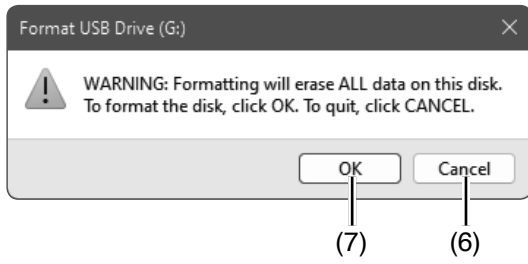 Format USB Drive (G:)
WARNING: Formatting will erase ALL data on this disk.
To format the disk, click OK. To quit, click CANCEL.
OK Cancel
(7) (6)